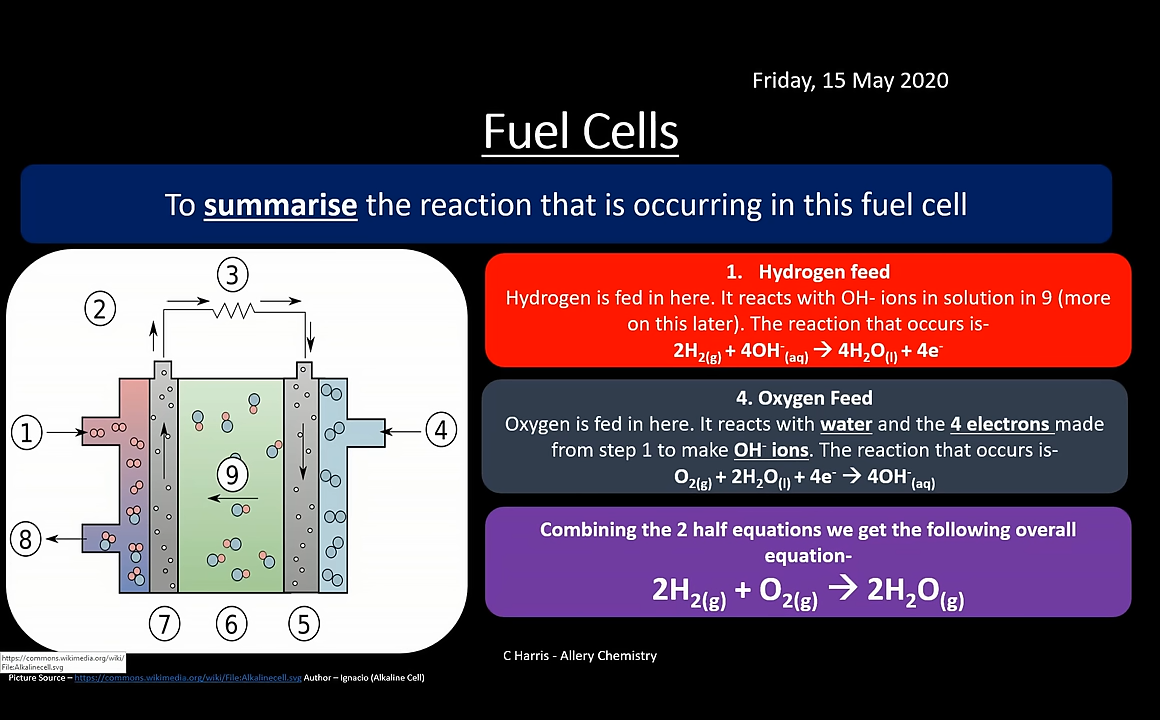 Friday, 15 May 2020
Fuel Cells
To summarise the reaction that is occurring in this fuel cell
3
2
1
4
9
8
7
6
5
1. Hydrogen feed
Hydrogen is fed in here. It reacts with OH- ions in solution in 9 (more
on this later). The reaction that occurs is-
2H₂(g) + 4OH⁻(aq) → 4H₂O(l) + 4e⁻
4. Oxygen Feed
Oxygen is fed in here. It reacts with water and the 4 electrons made
from step 1 to make OH⁻ ions. The reaction that occurs is-
O₂(g) + 2H₂O(l) + 4e⁻ → 4OH⁻(aq)
Combining the 2 half equations we get the following overall
equation-
2H₂(g) + O₂(g) → 2H₂O(g)
C Harris - Allery Chemistry
https://commons.wikimedia.org/wiki/
File:Alkalinecell.svg
Picture Source – https://commons.wikimedia.org/wiki/File:Alkalinecell.svg Author – Ignacio (Alkaline Cell)